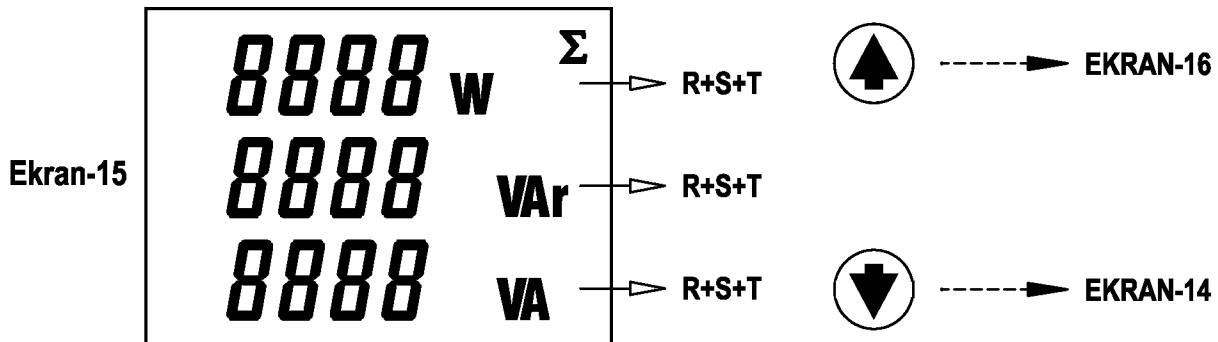 Σ
8888 W R+S+T EKRAN-16
Ekran-15 8888 VAr R+S+T
8888 VA R+S+T EKRAN-14